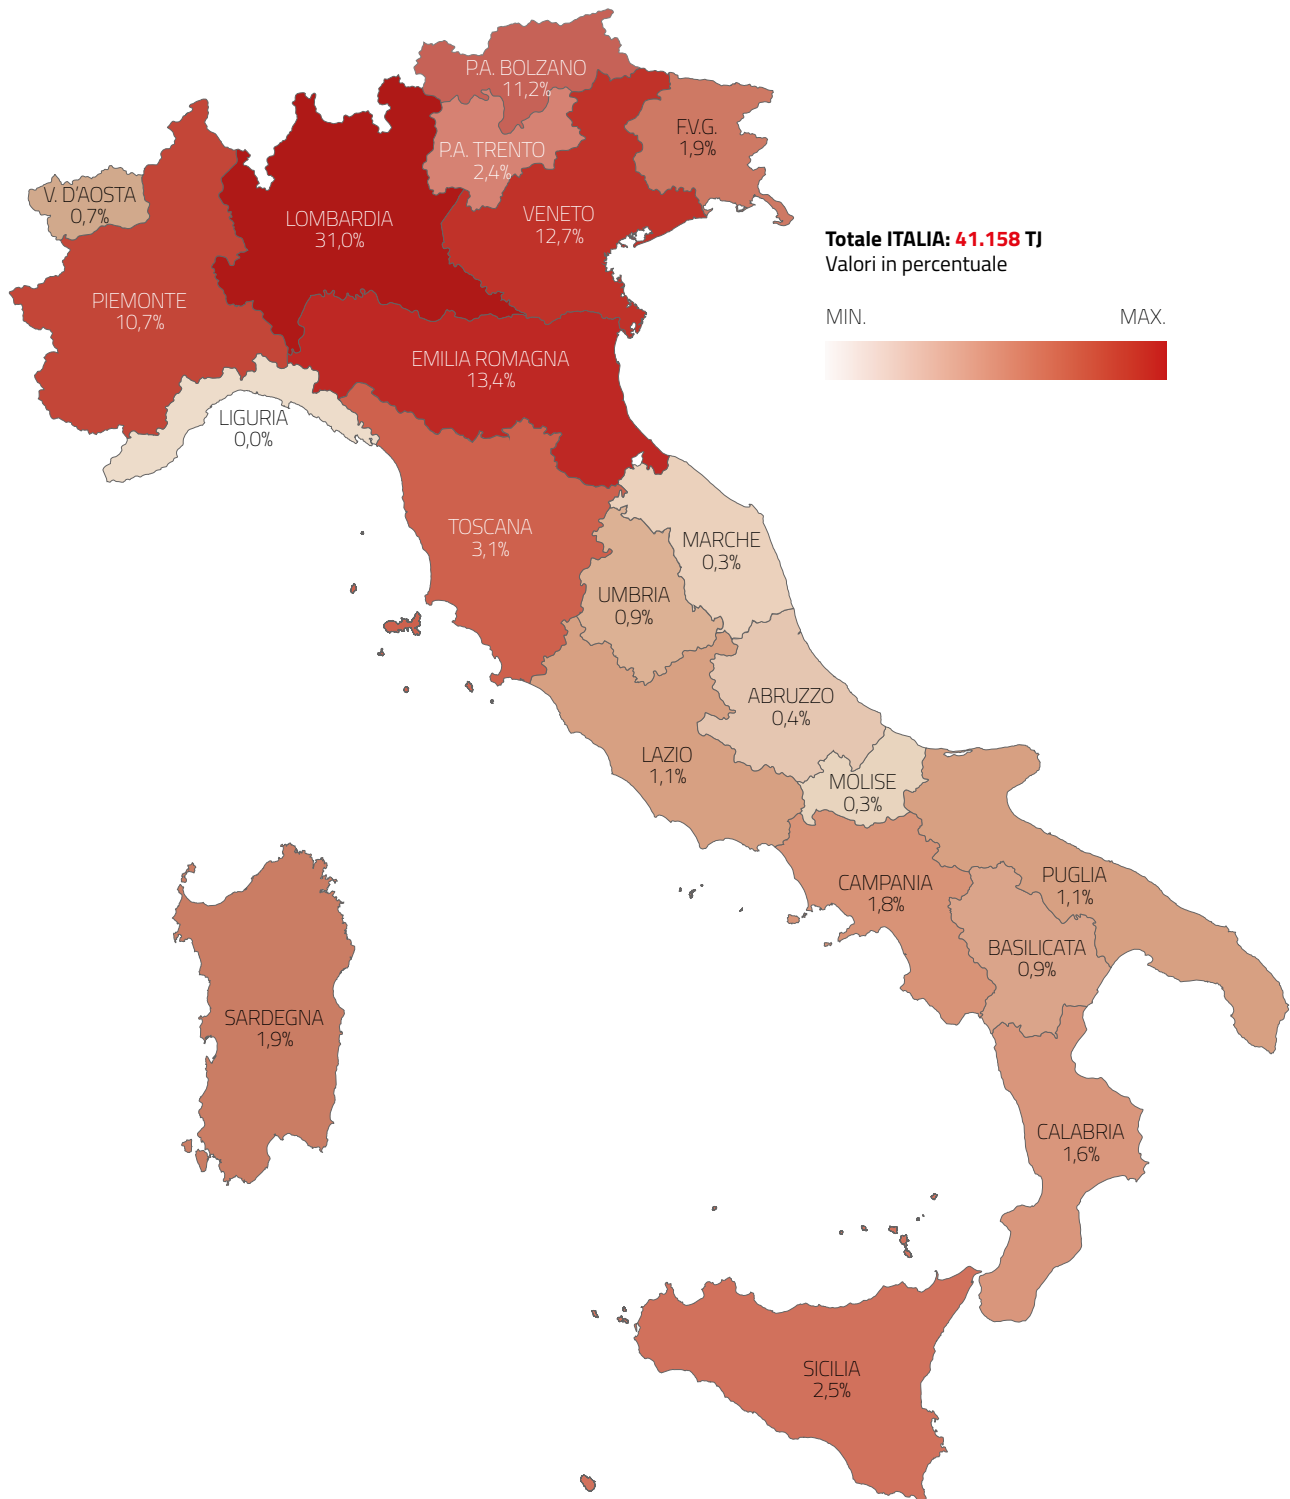 P.A. BOLZANO
11,2%
F.V.G.
1,9%
P.A. TRENTO
2,4%
V. D'AOSTA
0,7%
LOMBARDIA
31,0%
VENETO
12,7%
Totale ITALIA: 41.158 TJ
Valori in percentuale
MIN.
MAX.
PIEMONTE
10,7%
EMILIA ROMAGNA
13,4%
LIGURIA
0,0%
TOSCANA
3,1%
MARCHE
0,3%
UMBRIA
0,9%
ABRUZZO
0,4%
LAZIO
1,1%
MOLISE
0,3%
CAMPANIA
1,8%
PUGLIA
1,1%
BASILICATA
0,9%
SARDEGNA
1,9%
CALABRIA
1,6%
SICILIA
2,5%